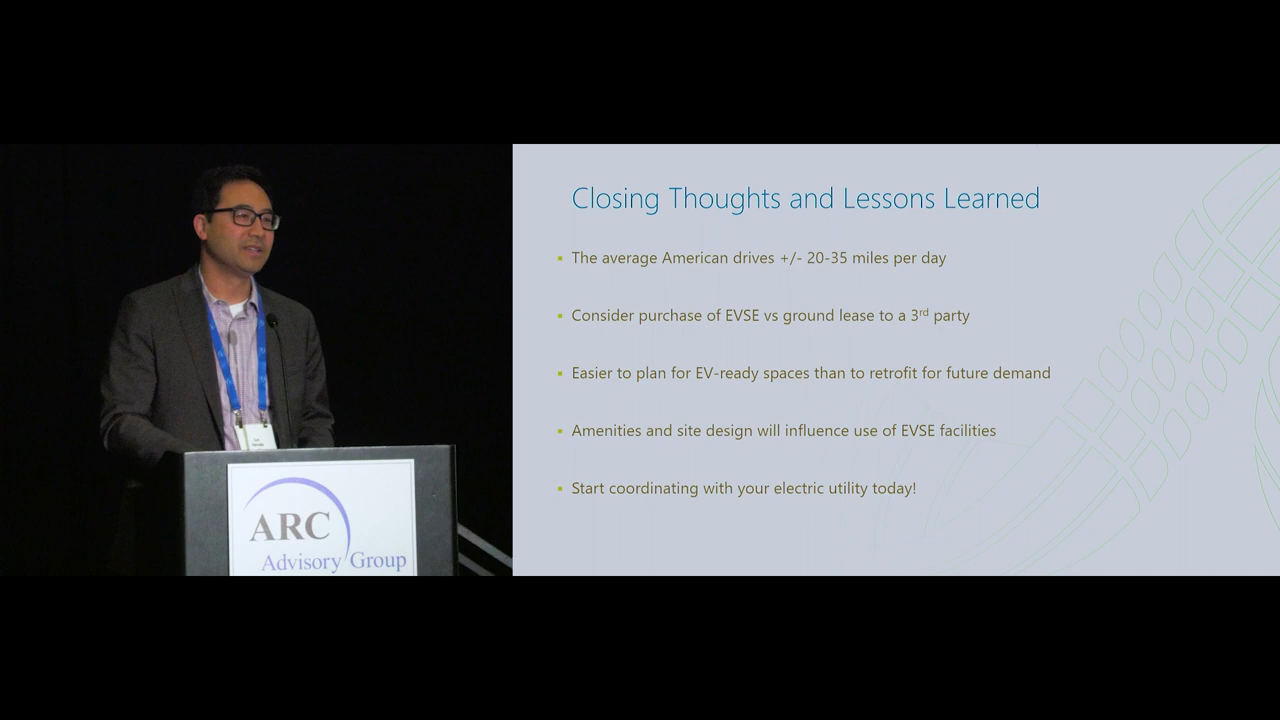 Closing Thoughts and Lessons Learned
The average American drives +/- 20-35 miles per day
Consider purchase of EVSE vs ground lease to a 3rd party
Easier to plan for EV-ready spaces than to retrofit for future demand
Amenities and site design will influence use of EVSE facilities
Start coordinating with your electric utility today!
ARC
Advisory Group